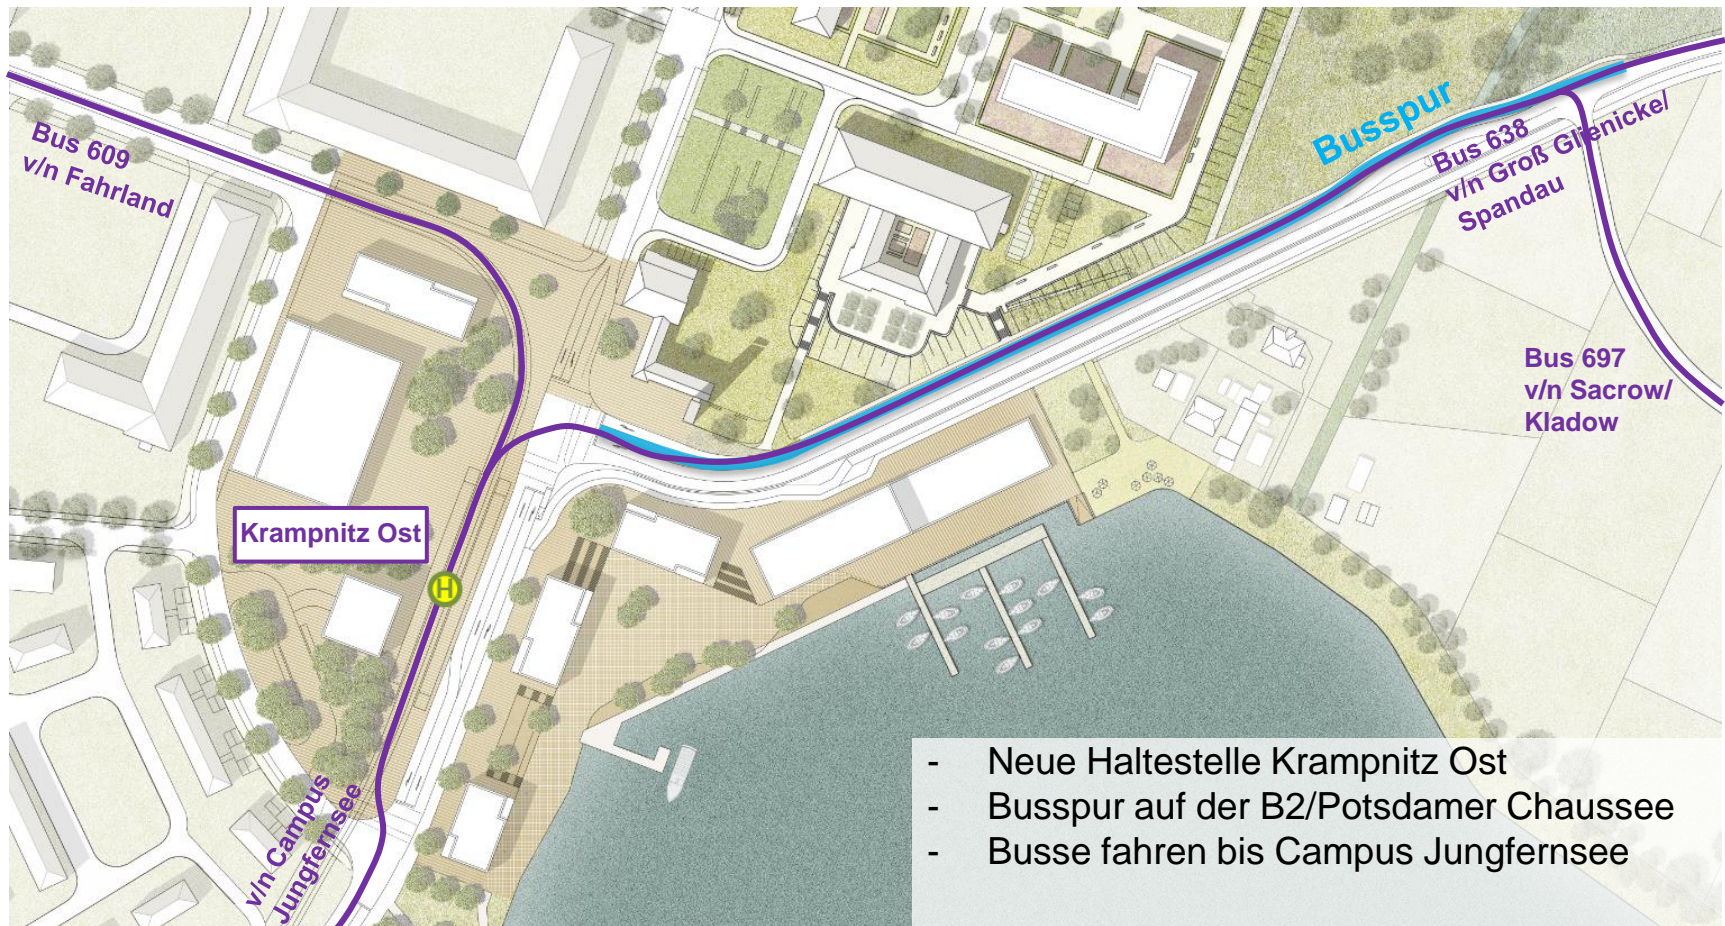 Bus 609
v/n Fahrland
Busspur
Bus 638
v/n Groß Glienicke/
Spandau
Bus 697
v/n Sacrow/
Kladow
Krampnitz Ost
H
v/n Campus
Jungfernsee
- Neue Haltestelle Krampnitz Ost
- Busspur auf der B2/Potsdamer Chaussee
- Busse fahren bis Campus Jungfernsee